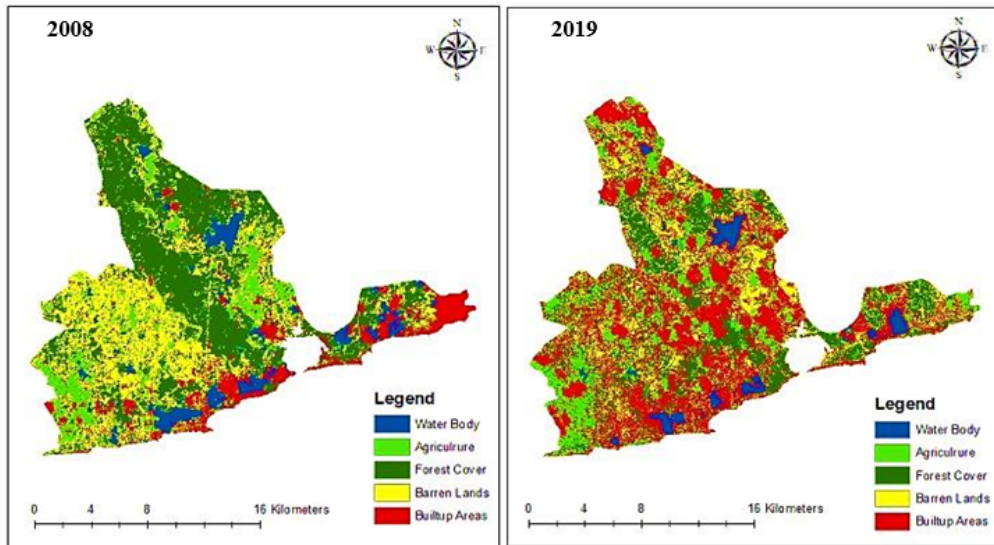 2008
N
W E
S
Legend
Water Body
Agriculrure
Forest Cover
Barren Lands
Builtup Areas
0 4 8 16 Kilometers
2019
N
W E
S
Legend
Water Body
Agriculrure
Forest Cover
Barren Lands
Builtup Areas
0 4 8 16 Kilometers